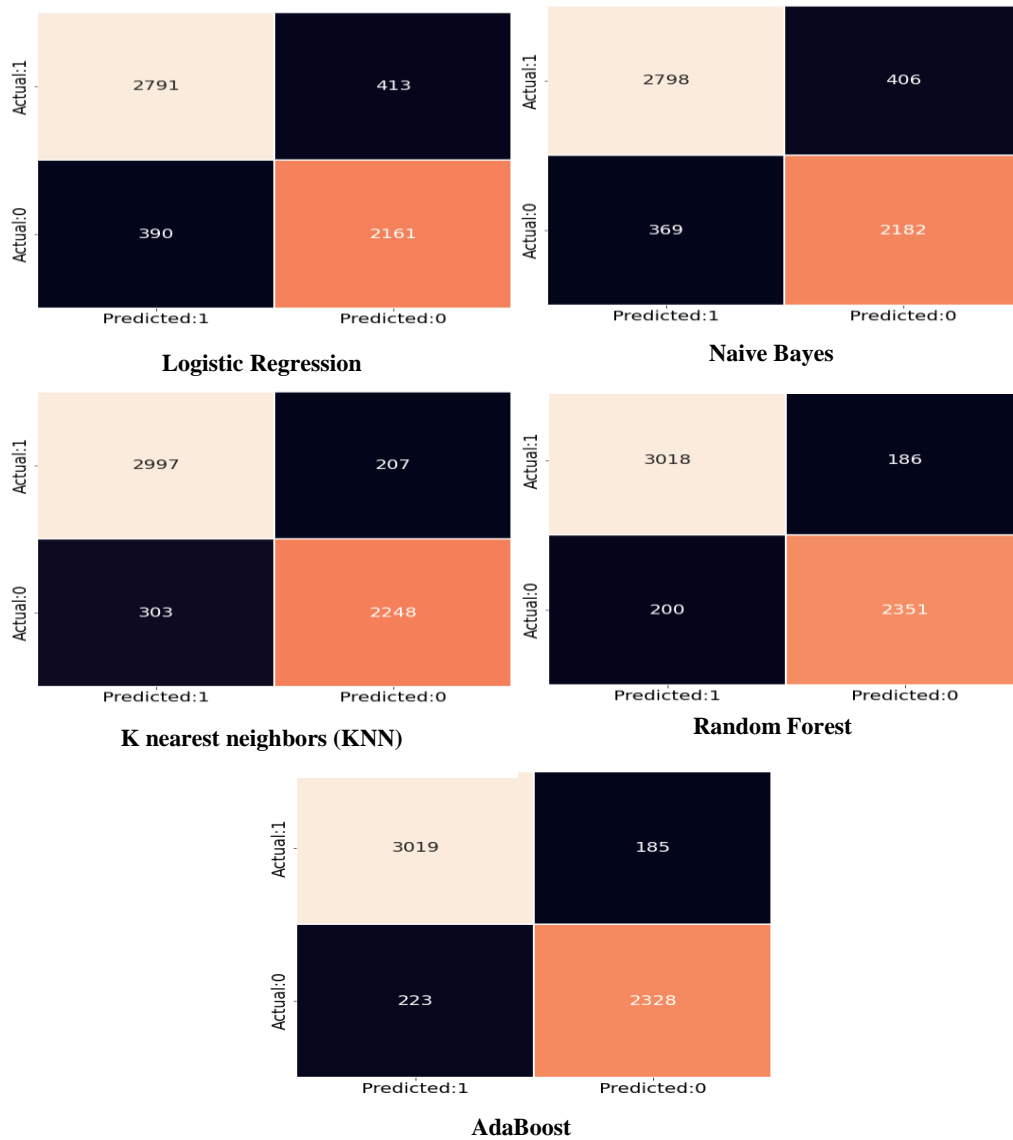 Actual:1
2791
413
Actual:0
390
2161
Predicted:1
Predicted:0
Logistic Regression
Actual:1
2798
406
Actual:0
369
2182
Predicted:1
Predicted:0
Naive Bayes
Actual:1
2997
207
Actual:0
303
2248
Predicted:1
Predicted:0
K nearest neighbors (KNN)
Actual:1
3018
186
Actual:0
200
2351
Predicted:1
Predicted:0
Random Forest
Actual:1
3019
185
Actual:0
223
2328
Predicted:1
Predicted:0
AdaBoost